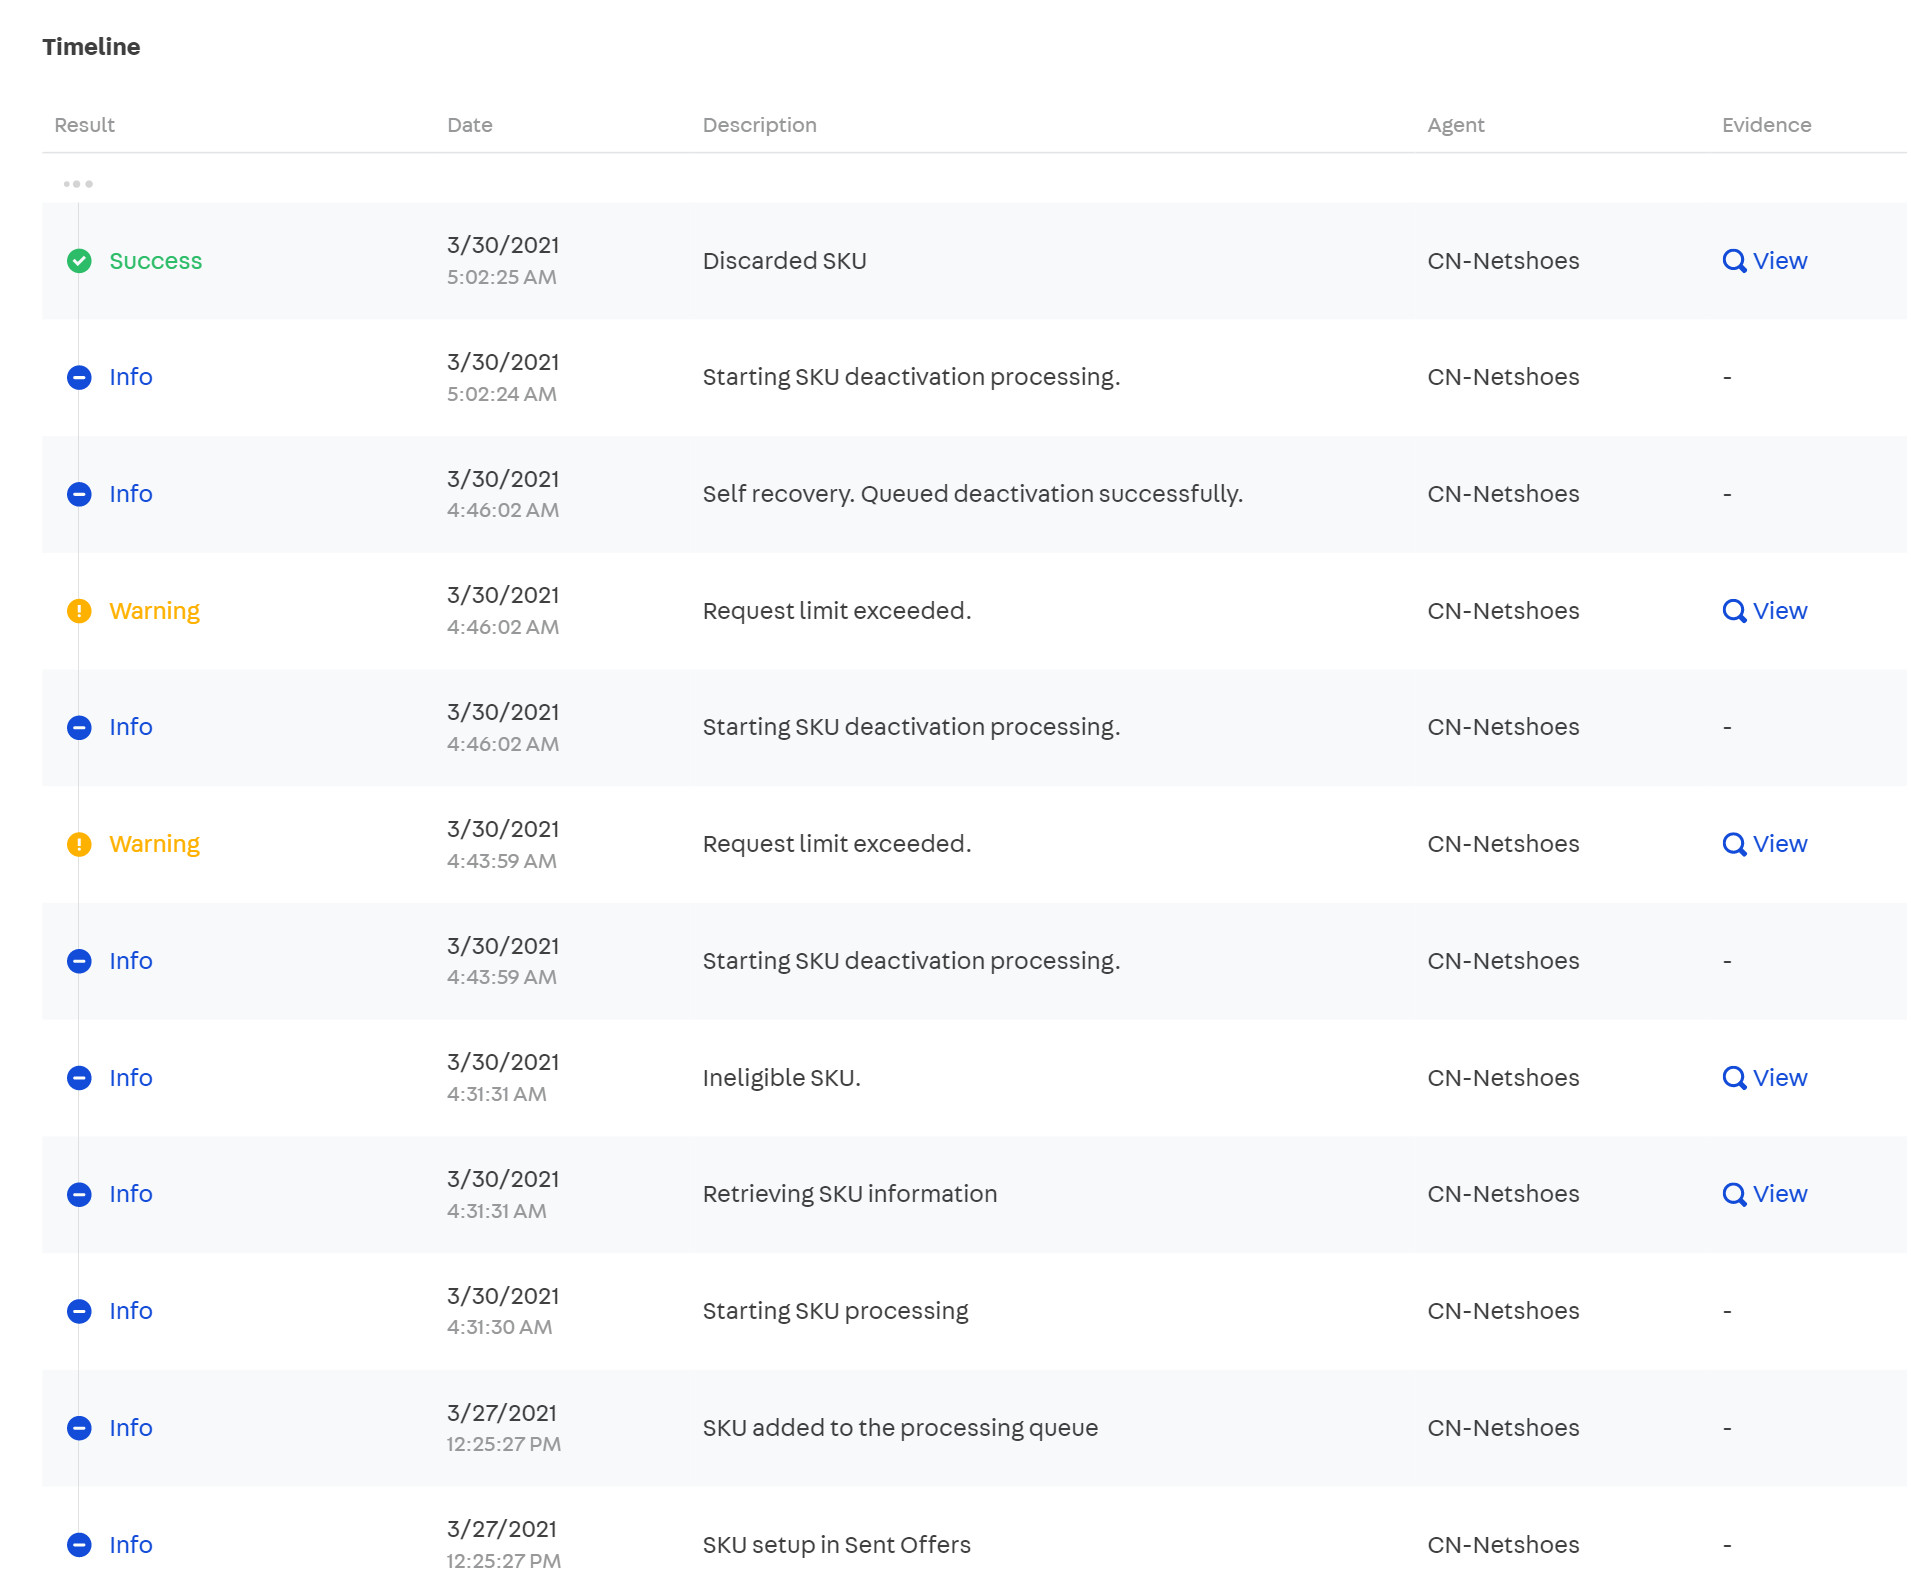 Timeline
Result Date Description Agent Evidence
Success 3/30/2021 Discarded SKU CN-Netshoes View
5:02:25 AM
Info 3/30/2021 Starting SKU deactivation processing. CN-Netshoes -
5:02:24 AM
Info 3/30/2021 Self recovery. Queued deactivation successfully. CN-Netshoes -
4:46:02 AM
Warning 3/30/2021 Request limit exceeded. CN-Netshoes View
4:46:02 AM
Info 3/30/2021 Starting SKU deactivation processing. CN-Netshoes -
4:46:02 AM
Warning 3/30/2021 Request limit exceeded. CN-Netshoes View
4:43:59 AM
Info 3/30/2021 Starting SKU deactivation processing. CN-Netshoes -
4:43:59 AM
Info 3/30/2021 Ineligible SKU. CN-Netshoes View
4:31:31 AM
Info 3/30/2021 Retrieving SKU information CN-Netshoes View
4:31:31 AM
Info 3/30/2021 Starting SKU processing CN-Netshoes -
4:31:30 AM
Info 3/27/2021 SKU added to the processing queue CN-Netshoes -
12:25:27 PM
Info 3/27/2021 SKU setup in Sent Offers CN-Netshoes -
12:25:27 PM